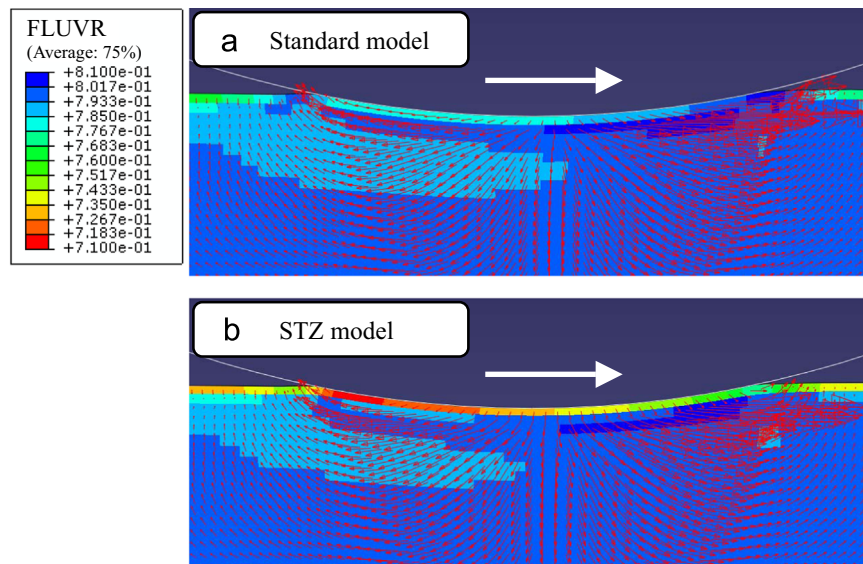 FLUVR
(Average: 75%)
+8.100e-01
+8.017e-01
+7.933e-01
+7.850e-01
+7.767e-01
+7.683e-01
+7.600e-01
+7.517e-01
+7.433e-01
+7.350e-01
+7.267e-01
+7.183e-01
+7.100e-01
a Standard model
b STZ model